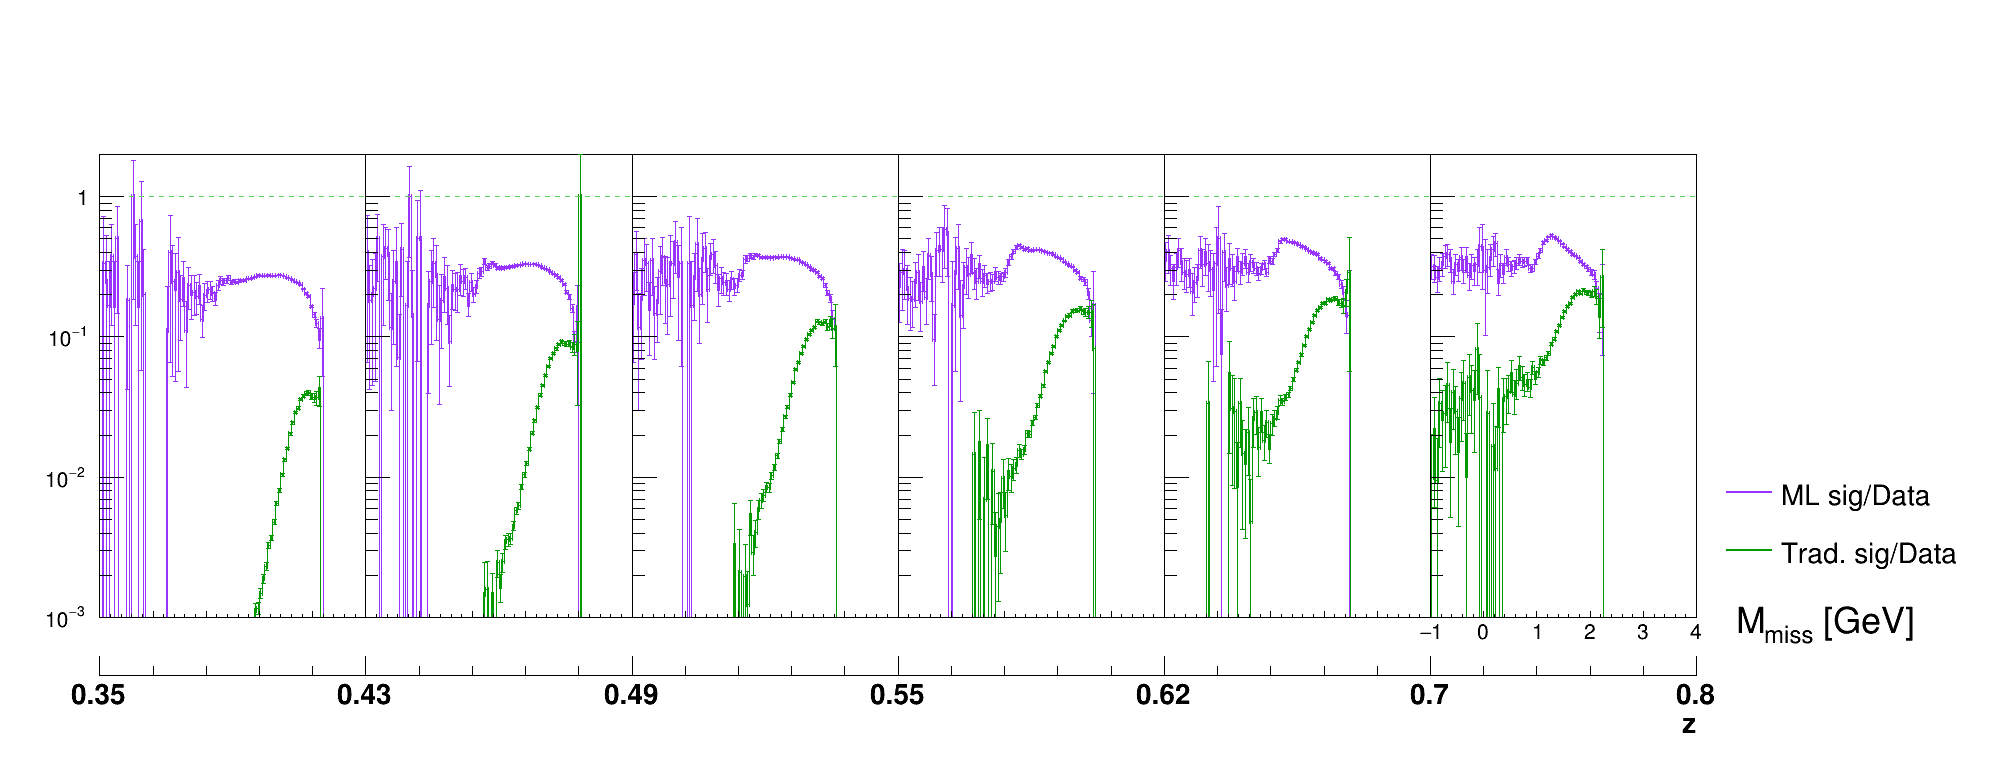 1
10⁻¹
10⁻²
10⁻³
ML sig/Data
Trad. sig/Data
−1 0 1 2 3 4
M_miss [GeV]
0.35 0.43 0.49 0.55 0.62 0.7 0.8
z